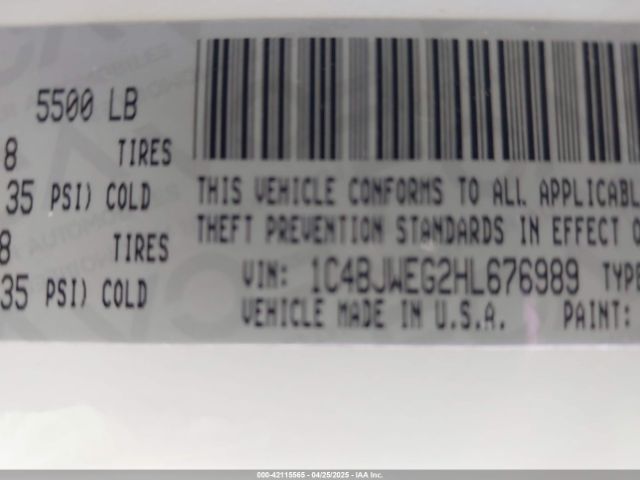 5500 LB
8 TIRES
35 PSI) COLD
8 TIRES
35 PSI) COLD
THIS VEHICLE CONFORMS TO ALL APPLICABL
THEFT PREVENTION STANDARDS IN EFFECT O
VIN: 1C4BJWEG2HL676989 TYPE
VEHICLE MADE IN U.S.A. PAINT:
000-42115565 - 04/25/2025 - IAA Inc.